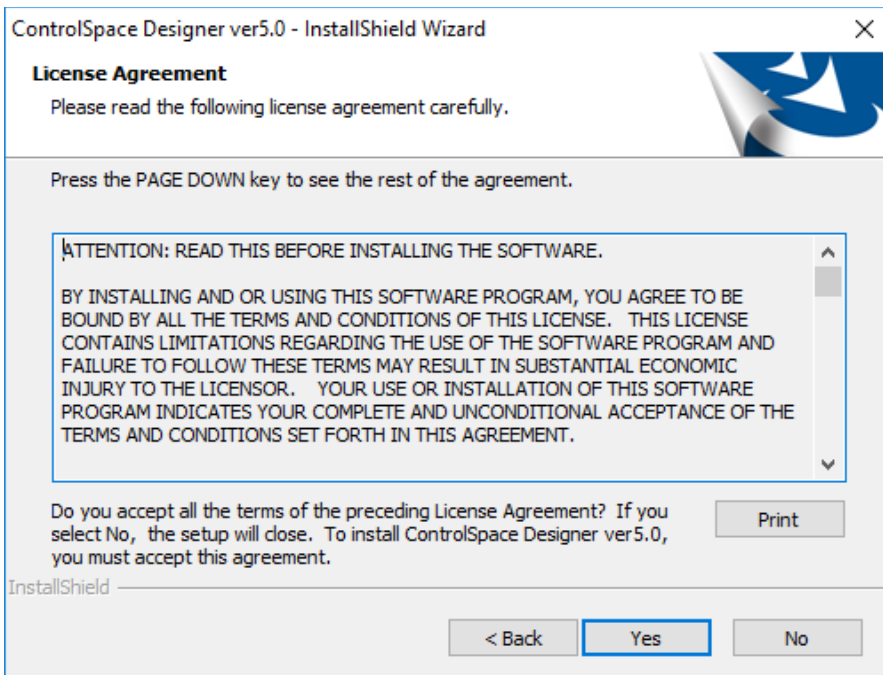 ControlSpace Designer ver5.0 - InstallShield Wizard
License Agreement
Please read the following license agreement carefully.
Press the PAGE DOWN key to see the rest of the agreement.
ATTENTION: READ THIS BEFORE INSTALLING THE SOFTWARE.
BY INSTALLING AND OR USING THIS SOFTWARE PROGRAM, YOU AGREE TO BE
BOUND BY ALL THE TERMS AND CONDITIONS OF THIS LICENSE.   THIS LICENSE
CONTAINS LIMITATIONS REGARDING THE USE OF THE SOFTWARE PROGRAM AND
FAILURE TO FOLLOW THESE TERMS MAY RESULT IN SUBSTANTIAL ECONOMIC
INJURY TO THE LICENSOR.   YOUR USE OR INSTALLATION OF THIS SOFTWARE
PROGRAM INDICATES YOUR COMPLETE AND UNCONDITIONAL ACCEPTANCE OF THE
TERMS AND CONDITIONS SET FORTH IN THIS AGREEMENT.
Do you accept all the terms of the preceding License Agreement?  If you
select No,  the setup will close.  To install ControlSpace Designer ver5.0,
you must accept this agreement.
Print
InstallShield
< Back
Yes
No